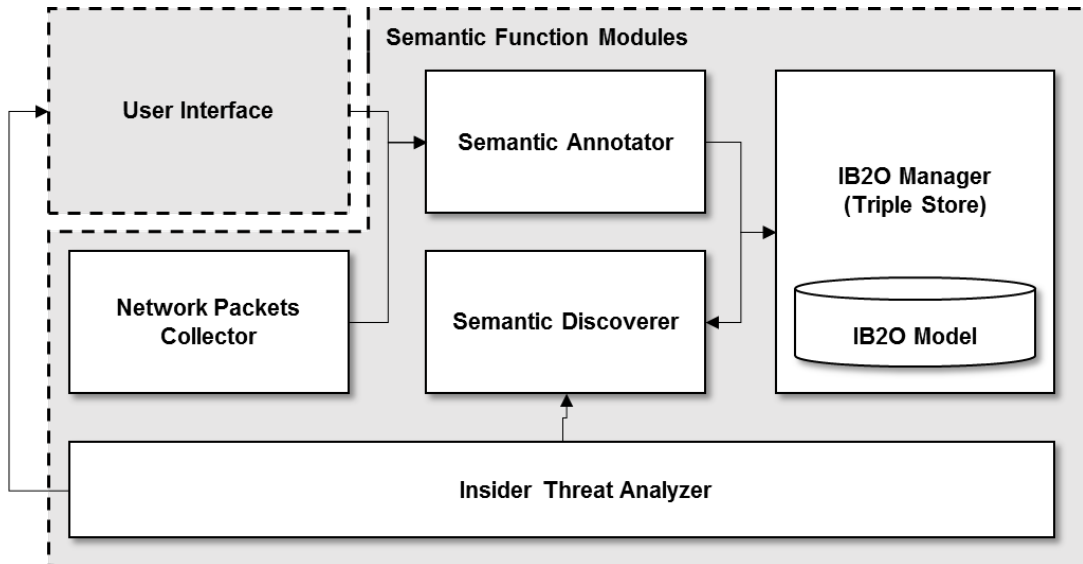 Semantic Function Modules
User Interface
Semantic Annotator
IB2O Manager
(Triple Store)
Network Packets
Collector
Semantic Discoverer
IB2O Model
Insider Threat Analyzer